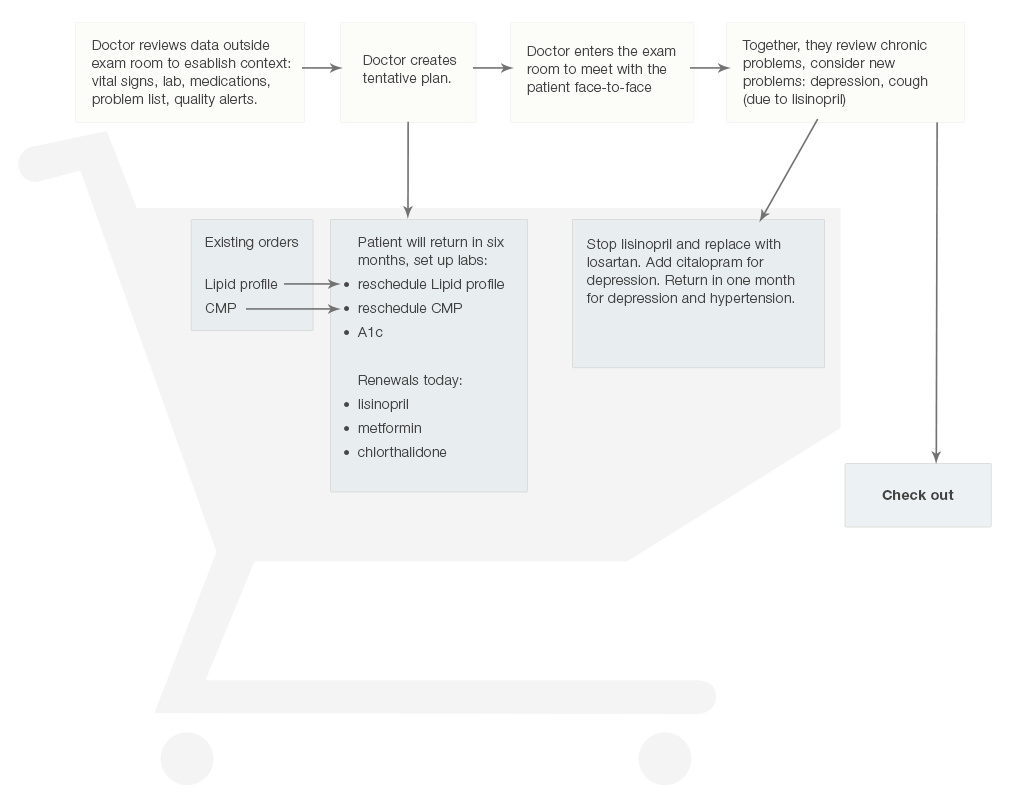 Doctor reviews data outside
exam room to esablish context:
vital signs, lab, medications,
problem list, quality alerts.
Doctor creates
tentative plan.
Doctor enters the exam
room to meet with the
patient face-to-face
Together, they review chronic
problems, consider new
problems: depression, cough
(due to lisinopril)
Existing orders
Lipid profile
CMP
Patient will return in six
months, set up labs:
• reschedule Lipid profile
• reschedule CMP
• A1c
Renewals today:
• lisinopril
• metformin
• chlorthalidone
Stop lisinopril and replace with
losartan. Add citalopram for
depression. Return in one month
for depression and hypertension.
Check out